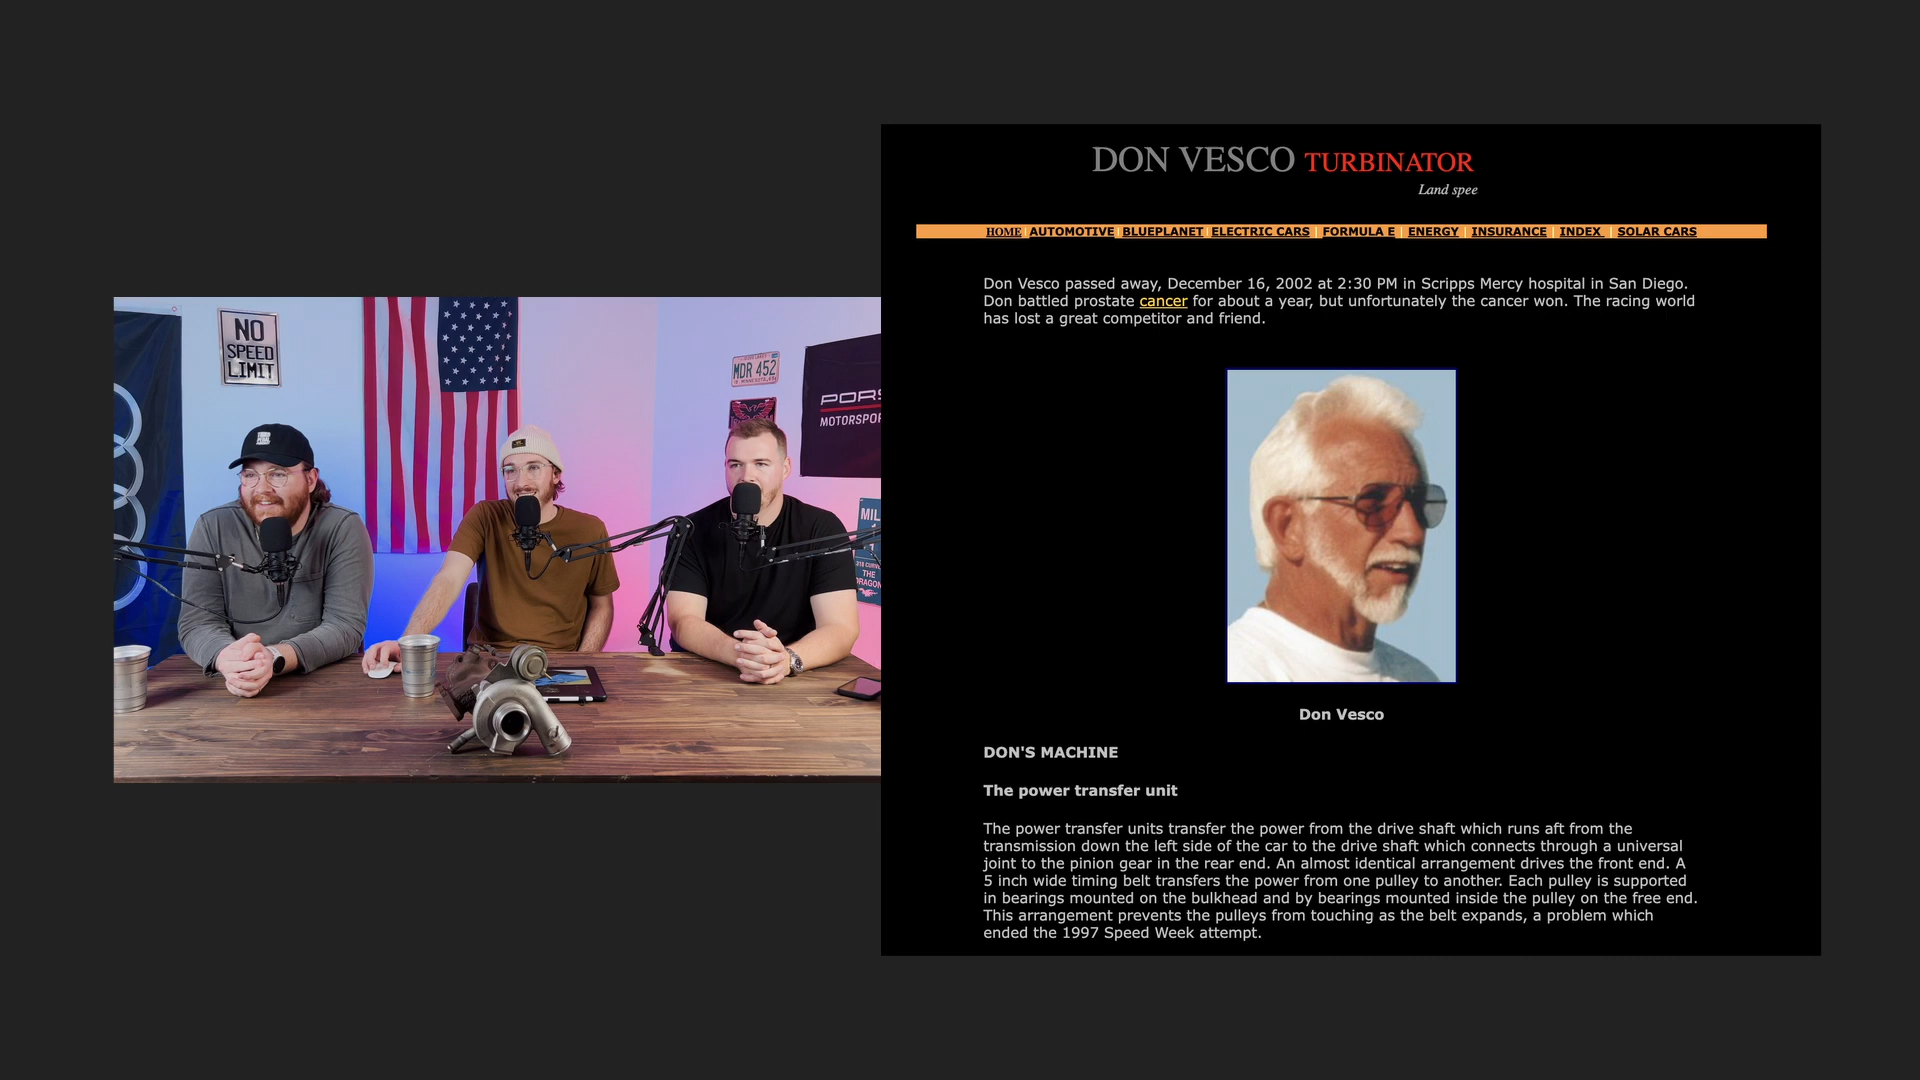 NO
SPEED
LIMIT
MDR 452
PORS
MOTORSPOR
MIL
318 CURVES
THE
DRAGON
DON VESCO TURBINATOR
Land spee
HOME | AUTOMOTIVE | BLUEPLANET | ELECTRIC CARS | FORMULA E | ENERGY | INSURANCE | INDEX | SOLAR CARS
Don Vesco passed away, December 16, 2002 at 2:30 PM in Scripps Mercy hospital in San Diego.
Don battled prostate cancer for about a year, but unfortunately the cancer won. The racing world
has lost a great competitor and friend.
Don Vesco
DON'S MACHINE
The power transfer unit
The power transfer units transfer the power from the drive shaft which runs aft from the
transmission down the left side of the car to the drive shaft which connects through a universal
joint to the pinion gear in the rear end. An almost identical arrangement drives the front end. A
5 inch wide timing belt transfers the power from one pulley to another. Each pulley is supported
in bearings mounted on the bulkhead and by bearings mounted inside the pulley on the free end.
This arrangement prevents the pulleys from touching as the belt expands, a problem which
ended the 1997 Speed Week attempt.